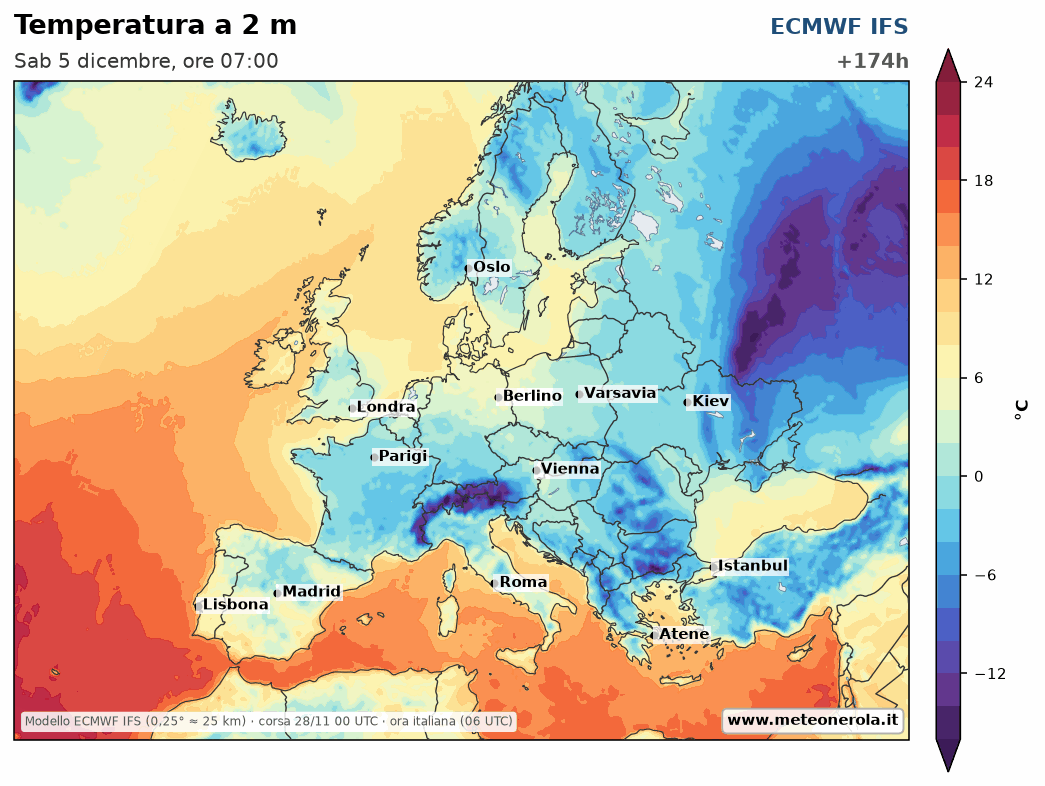 Temperatura a 2 m
ECMWF IFS
Sab 5 dicembre, ore 07:00
+174h
24
18
12
6
0
−6
−12
°C
Oslo
Berlino
Varsavia
Kiev
Londra
Parigi
Vienna
Istanbul
Roma
Madrid
Lisbona
Atene
Modello ECMWF IFS (0,25° ≈ 25 km) · corsa 28/11 00 UTC · ora italiana (06 UTC)
www.meteonerola.it